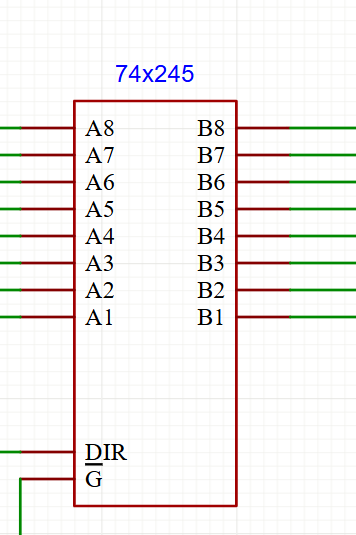 74x245
A8 B8
A7 B7
A6 B6
A5 B5
A4 B4
A3 B3
A2 B2
A1 B1
DIR
G̅